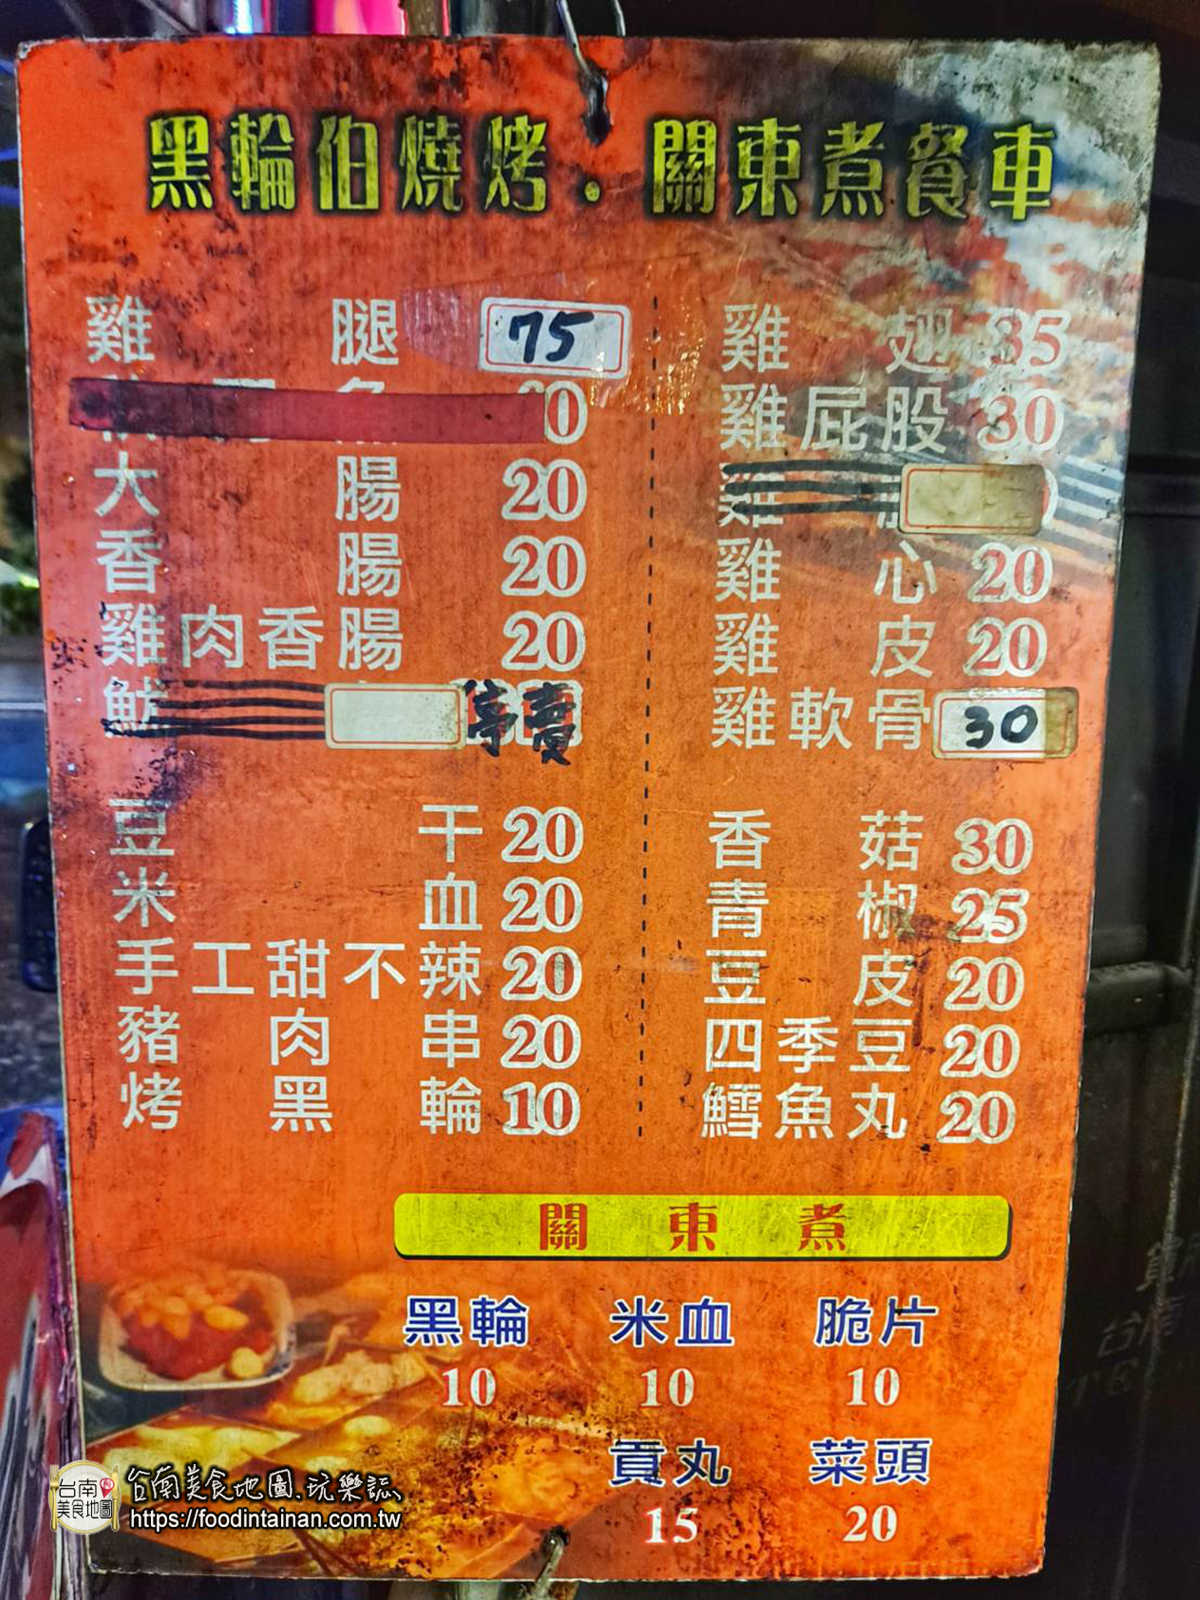 黑輪伯燒烤.關東煮餐車
雞腿 75
大腸 20
香腸 20
雞肉香腸 20
魷 停賣
豆干 20
米血 20
手工甜不辣 20
豬肉串 20
烤黑輪 10
雞翅 35
雞屁股 30
雞
雞心 20
雞皮 20
雞軟骨 30
香菇 30
青椒 25
豆皮 20
四季豆 20
鱈魚丸 20
關東煮
黑輪 米血 脆片
10 10 10
貢丸 菜頭
15 20
台南美食地圖
台南美食地圖.玩樂誌
https://foodintainan.com.tw